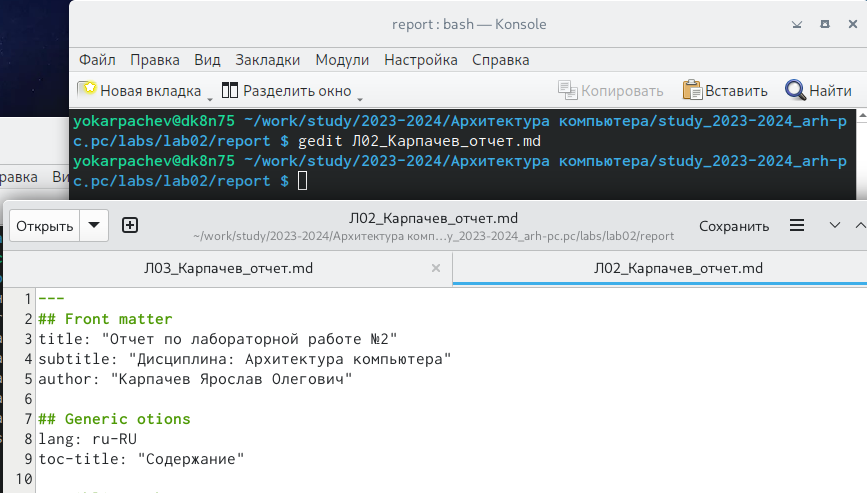 report : bash — Konsole
Файл Правка Вид Закладки Модули Настройка Справка
Новая вкладка Разделить окно Копировать Вставить Найти
yokarpachev@dk8n75 ~/work/study/2023-2024/Архитектура компьютера/study_2023-2024_arh-p
c.pc/labs/lab02/report $ gedit Л02_Карпачев_отчет.md
yokarpachev@dk8n75 ~/work/study/2023-2024/Архитектура компьютера/study_2023-2024_arh-p
c.pc/labs/lab02/report $
равка Ви
Открыть Л02_Карпачев_отчет.md Сохранить
~/work/study/2023-2024/Архитектура комп…y_2023-2024_arh-pc.pc/labs/lab02/report
Л03_Карпачев_отчет.md × Л02_Карпачев_отчет.md
1 ---
2 ## Front matter
3 title: "Отчет по лабораторной работе №2"
4 subtitle: "Дисциплина: Архитектура компьютера"
5 author: "Карпачев Ярослав Олегович"
6
7 ## Generic otions
8 lang: ru-RU
9 toc-title: "Содержание"
10